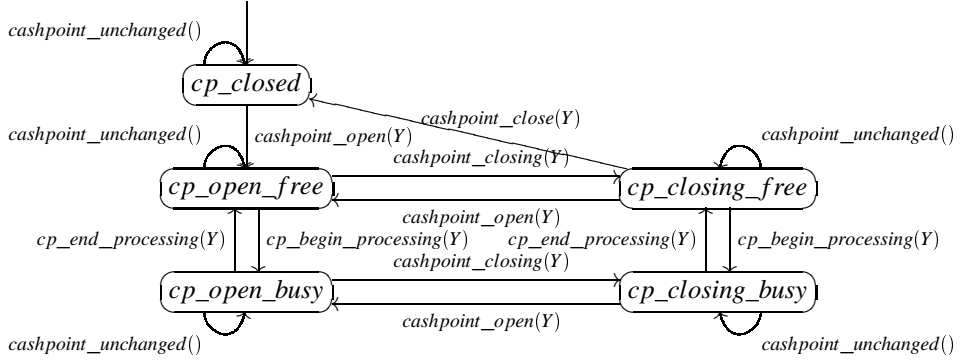 cashpoint_unchanged()
cp_closed
cashpoint_close(Y)
cashpoint_unchanged()
cashpoint_open(Y)
cashpoint_unchanged()
cashpoint_closing(Y)
cp_open_free
cp_closing_free
cashpoint_open(Y)
cp_end_processing(Y)
cp_begin_processing(Y)
cp_end_processing(Y)
cp_begin_processing(Y)
cashpoint_closing(Y)
cp_open_busy
cp_closing_busy
cashpoint_open(Y)
cashpoint_unchanged()
cashpoint_unchanged()